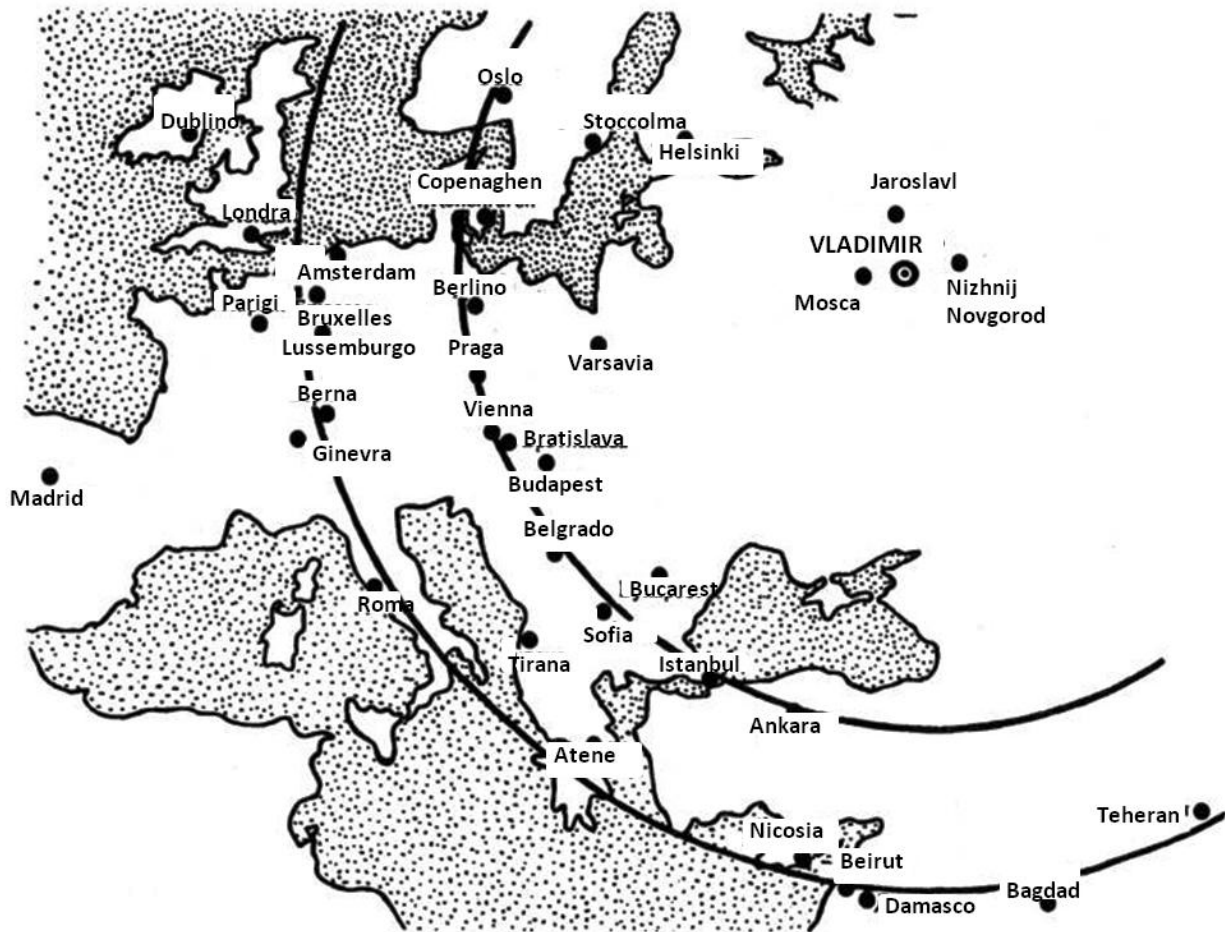 Oslo
Stoccolma
Dublino
Helsinki
Copenaghen
Jaroslavl
Londra
VLADIMIR
Amsterdam
Berlino
Mosca
Nizhnij
Novgorod
Parigi
Bruxelles
Lussemburgo
Praga
Varsavia
Berna
Vienna
Bratislava
Ginevra
Budapest
Madrid
Belgrado
Bucarest
Roma
Sofia
Tirana
Istanbul
Ankara
Atene
Teheran
Nicosia
Beirut
Bagdad
Damasco